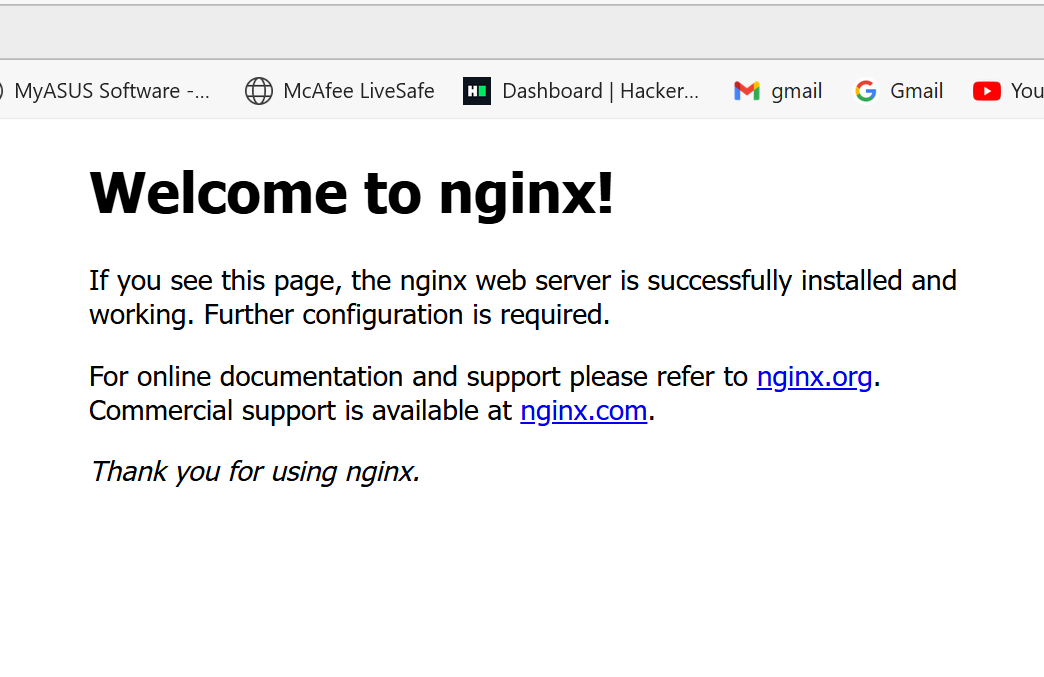 MyASUS Software -... McAfee LiveSafe Dashboard | Hacker... gmail Gmail You
Welcome to nginx!
If you see this page, the nginx web server is successfully installed and
working. Further configuration is required.
For online documentation and support please refer to nginx.org.
Commercial support is available at nginx.com.
Thank you for using nginx.